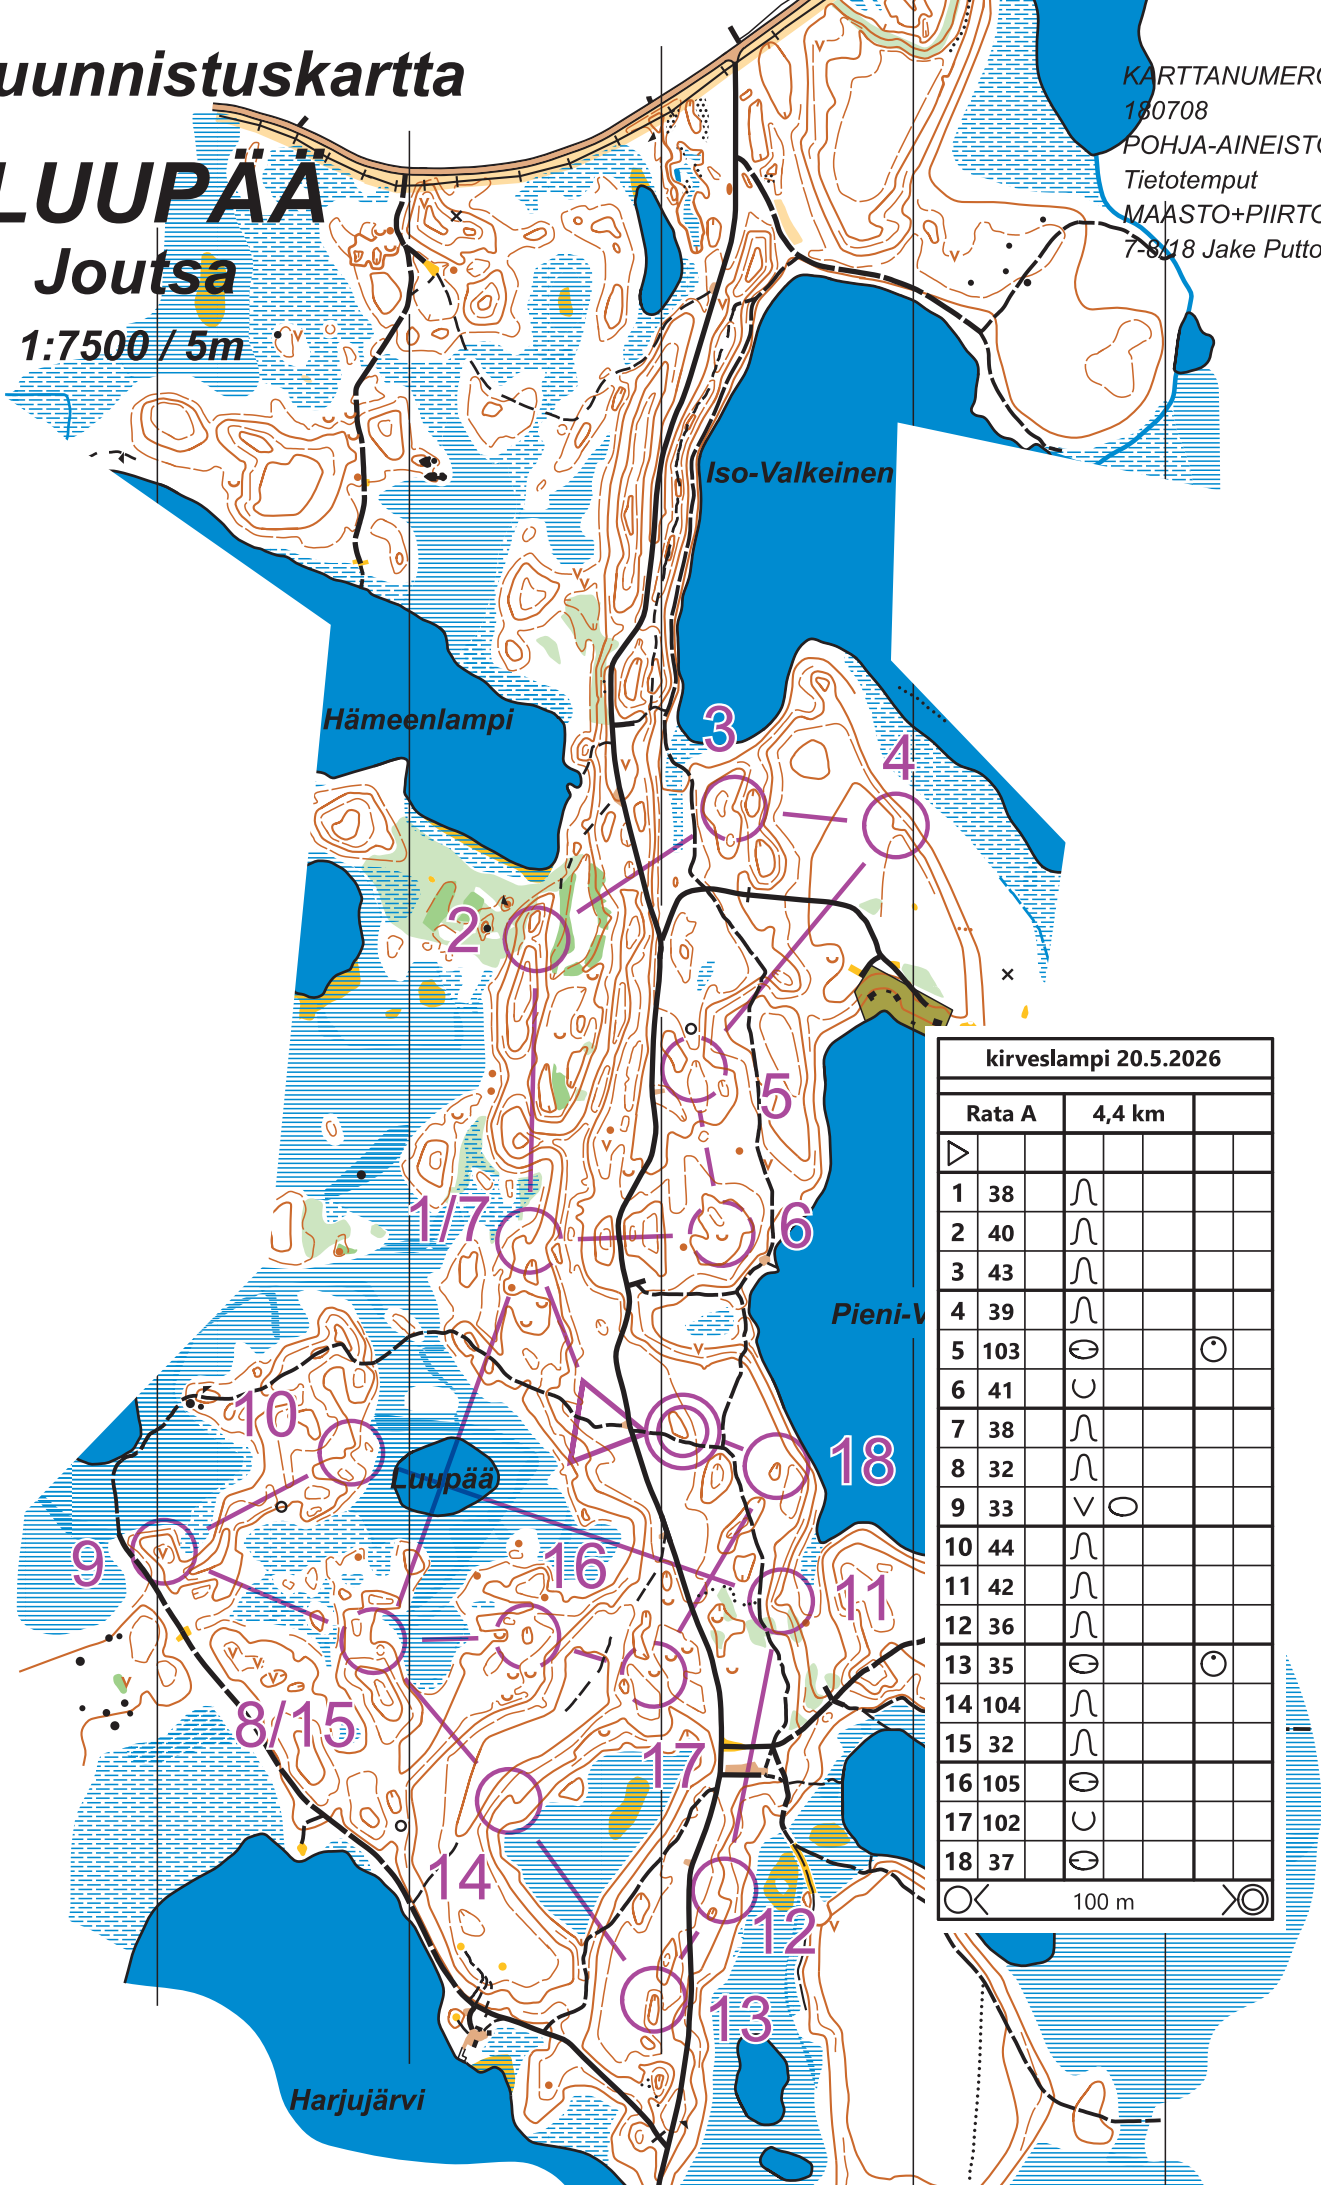 uunnistuskartta
LUUPÄÄ
Joutsa
1:7500 / 5m
KARTTANUMERO
180708
POHJA-AINEISTO
Tietotemput
MAASTO+PIIRTO
7-8/18 Jake Putto
Iso-Valkeinen
Hämeenlampi
3
4
2
5
1/7
6
Pieni-V
10
18
Luupää
9
16
11
8/15
17
14
12
13
Harjujärvi
kirveslampi 20.5.2026
Rata A 4,4 km
1 38
2 40
3 43
4 39
5 103
6 41
7 38
8 32
9 33
10 44
11 42
12 36
13 35
14 104
15 32
16 105
17 102
18 37
100 m